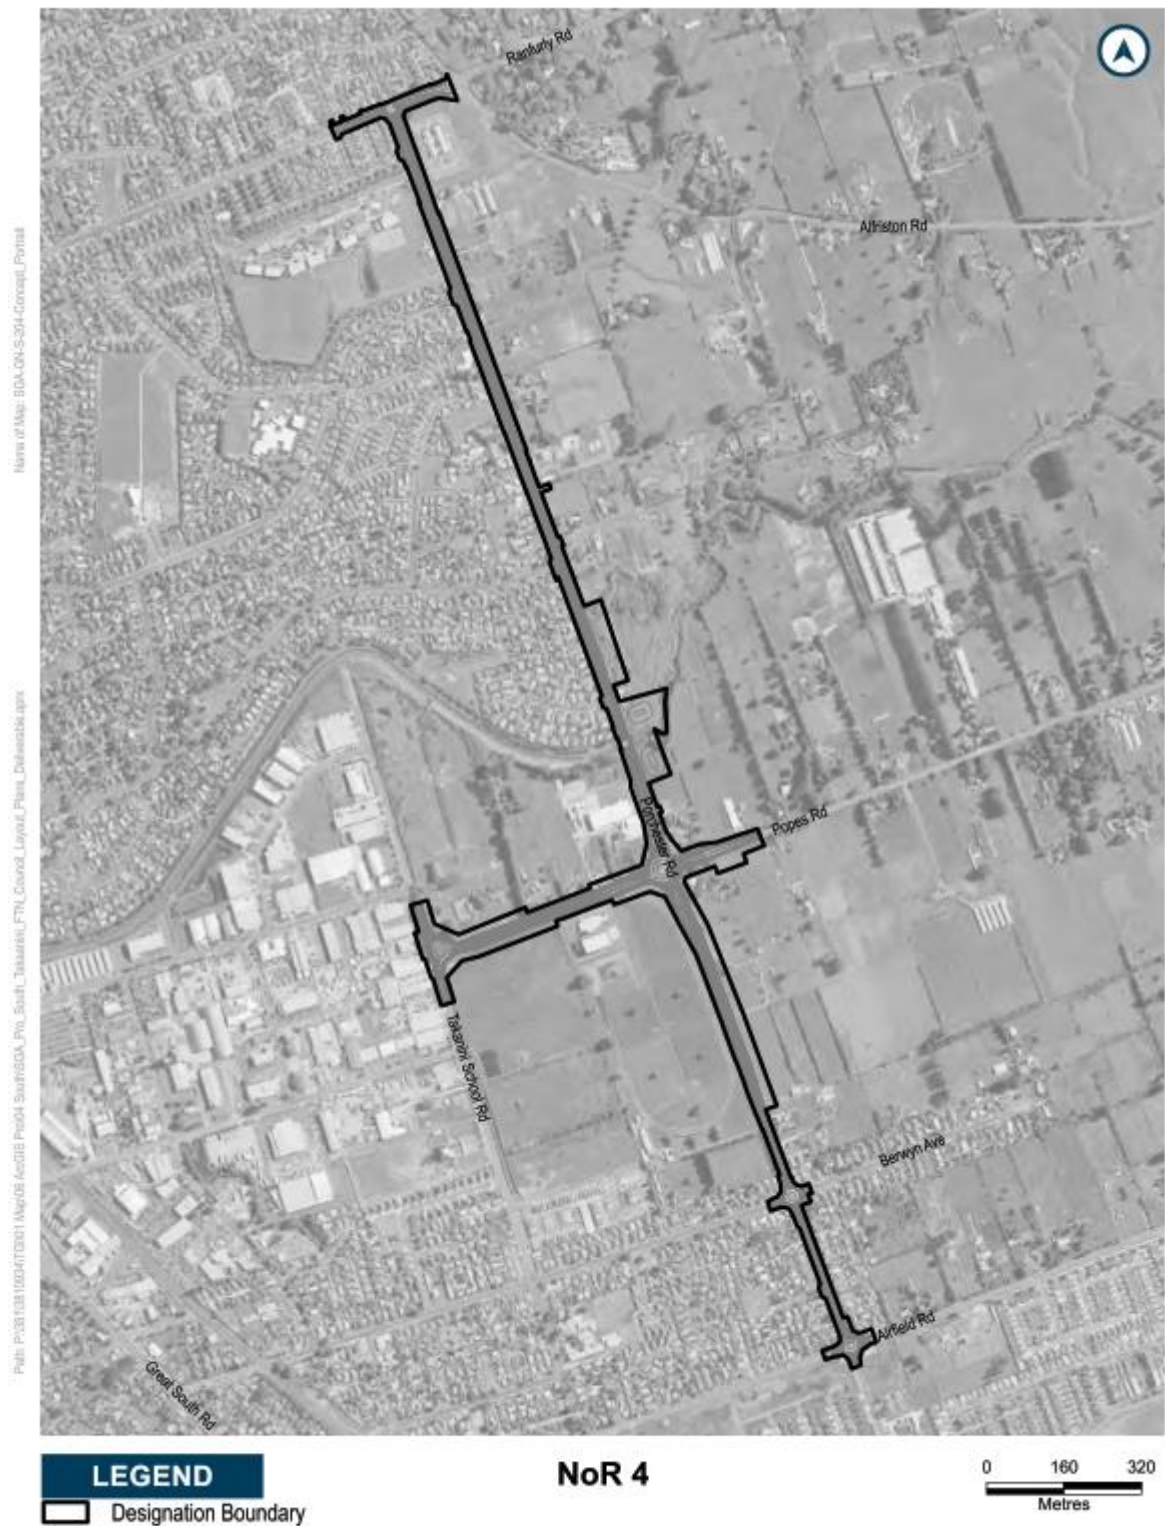 Ranfurly Rd
Alfriston Rd
Porchester Rd
Popes Rd
Takanini School Rd
Berwyn Ave
Airfield Rd
Great South Rd
LEGEND
Designation Boundary
NoR 4
0 160 320
Metres